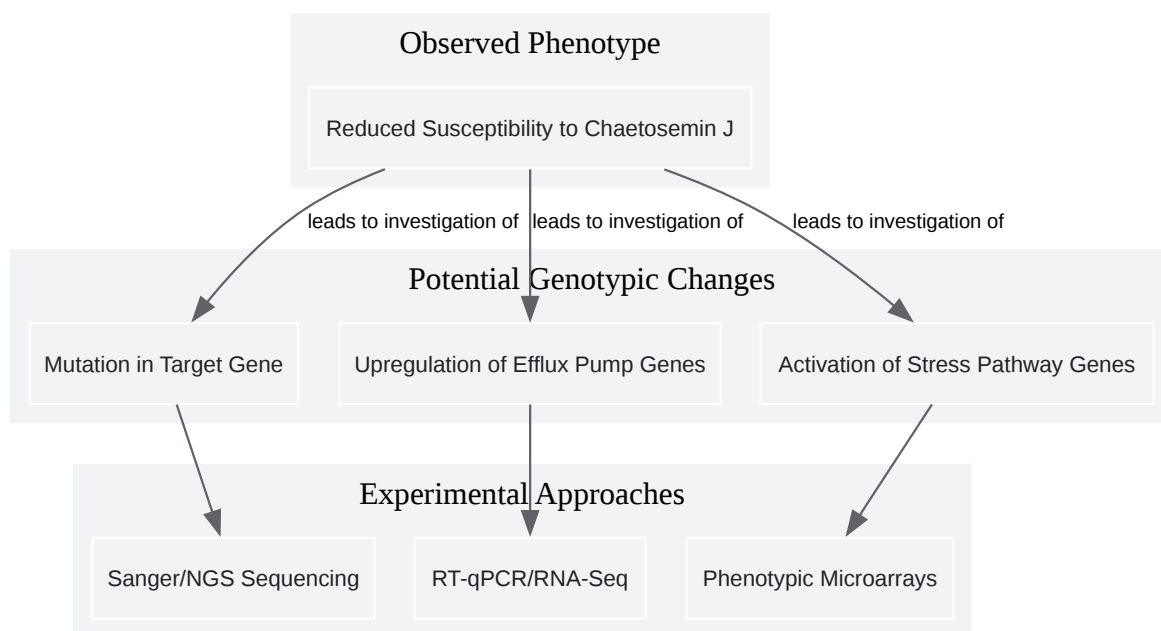 Observed Phenotype
Reduced Susceptibility to Chaetosemin J
leads to investigation of
leads to investigation of
leads to investigation of
Potential Genotypic Changes
Mutation in Target Gene
Upregulation of Efflux Pump Genes
Activation of Stress Pathway Genes
Experimental Approaches
Sanger/NGS Sequencing
RT-qPCR/RNA-Seq
Phenotypic Microarrays